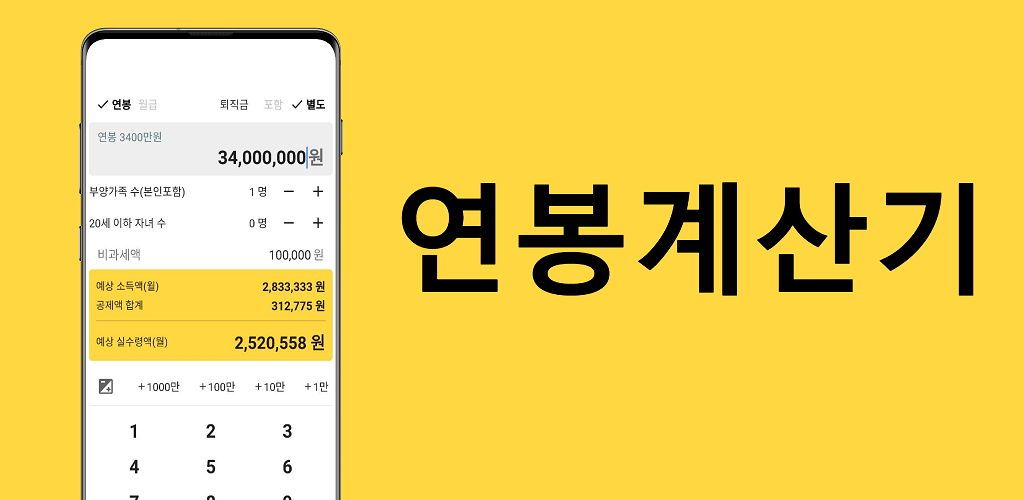 연봉 월급 퇴직금 포함 별도
연봉 3400만원
34,000,000원
부양가족 수(본인포함) 1 명 − +
20세 이하 자녀 수 0 명 − +
비과세액 100,000 원
예상 소득액(월) 2,833,333 원
공제액 합계 312,775 원
예상 실수령액(월) 2,520,558 원
+1000만 +100만 +10만 +1만
1 2 3
4 5 6
연봉계산기